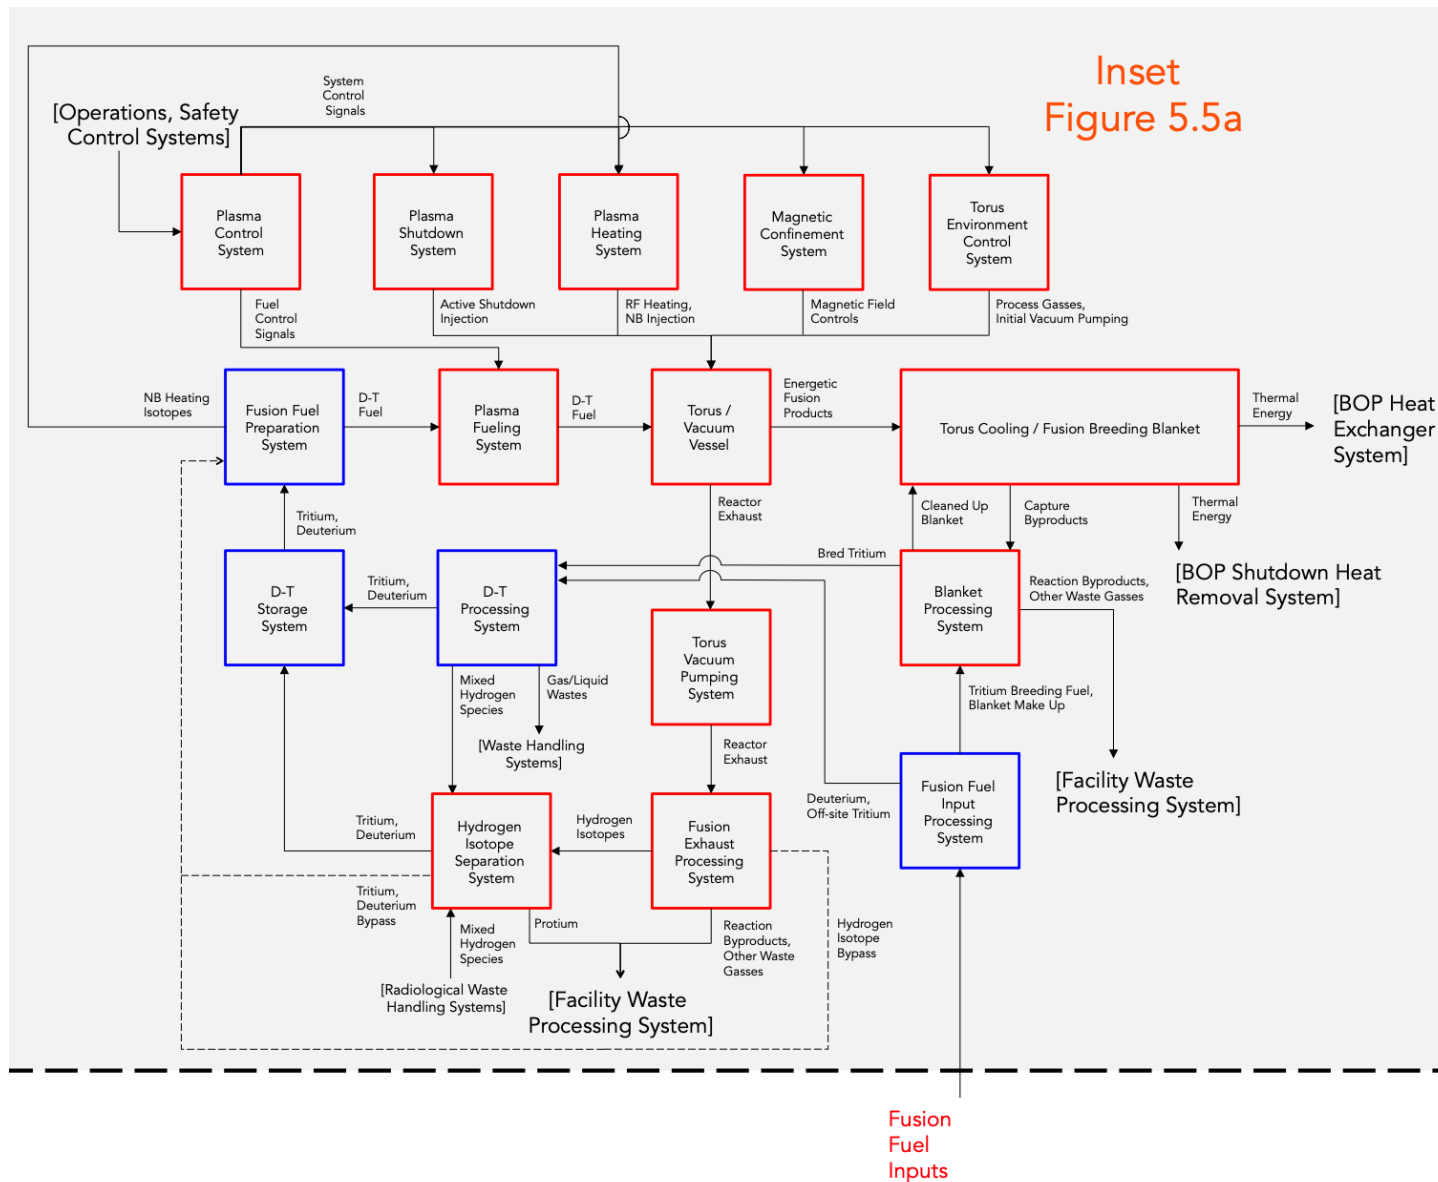 Inset
Figure 5.5a
System
Control
Signals
[Operations, Safety
Control Systems]
Plasma
Control
System
Plasma
Shutdown
System
Plasma
Heating
System
Magnetic
Confinement
System
Torus
Environment
Control
System
Fuel
Control
Signals
Active Shutdown
Injection
RF Heating,
NB Injection
Magnetic Field
Controls
Process Gasses,
Initial Vacuum Pumping
NB Heating
Isotopes
Fusion Fuel
Preparation
System
D-T
Fuel
Plasma
Fueling
System
D-T
Fuel
Torus /
Vacuum
Vessel
Energetic
Fusion
Products
Torus Cooling / Fusion Breeding Blanket
Thermal
Energy
[BOP Heat
Exchanger
System]
Tritium,
Deuterium
Reactor
Exhaust
Cleaned Up
Blanket
Capture
Byproducts
Thermal
Energy
Bred Tritium
[BOP Shutdown Heat
Removal System]
D-T
Storage
System
Tritium,
Deuterium
D-T
Processing
System
Blanket
Processing
System
Reaction Byproducts,
Other Waste Gasses
Torus
Vacuum
Pumping
System
Mixed
Hydrogen
Species
Gas/Liquid
Wastes
Tritium Breeding Fuel,
Blanket Make Up
[Waste Handling
Systems]
Reactor
Exhaust
[Facility Waste
Processing System]
Deuterium,
Off-site Tritium
Fusion Fuel
Input
Processing
System
Tritium,
Deuterium
Hydrogen
Isotope
Separation
System
Hydrogen
Isotopes
Fusion
Exhaust
Processing
System
Tritium,
Deuterium
Bypass
Mixed
Hydrogen
Species
Protium
Reaction
Byproducts,
Other Waste
Gasses
Hydrogen
Isotope
Bypass
[Radiological Waste
Handling Systems]
[Facility Waste
Processing System]
Fusion
Fuel
Inputs